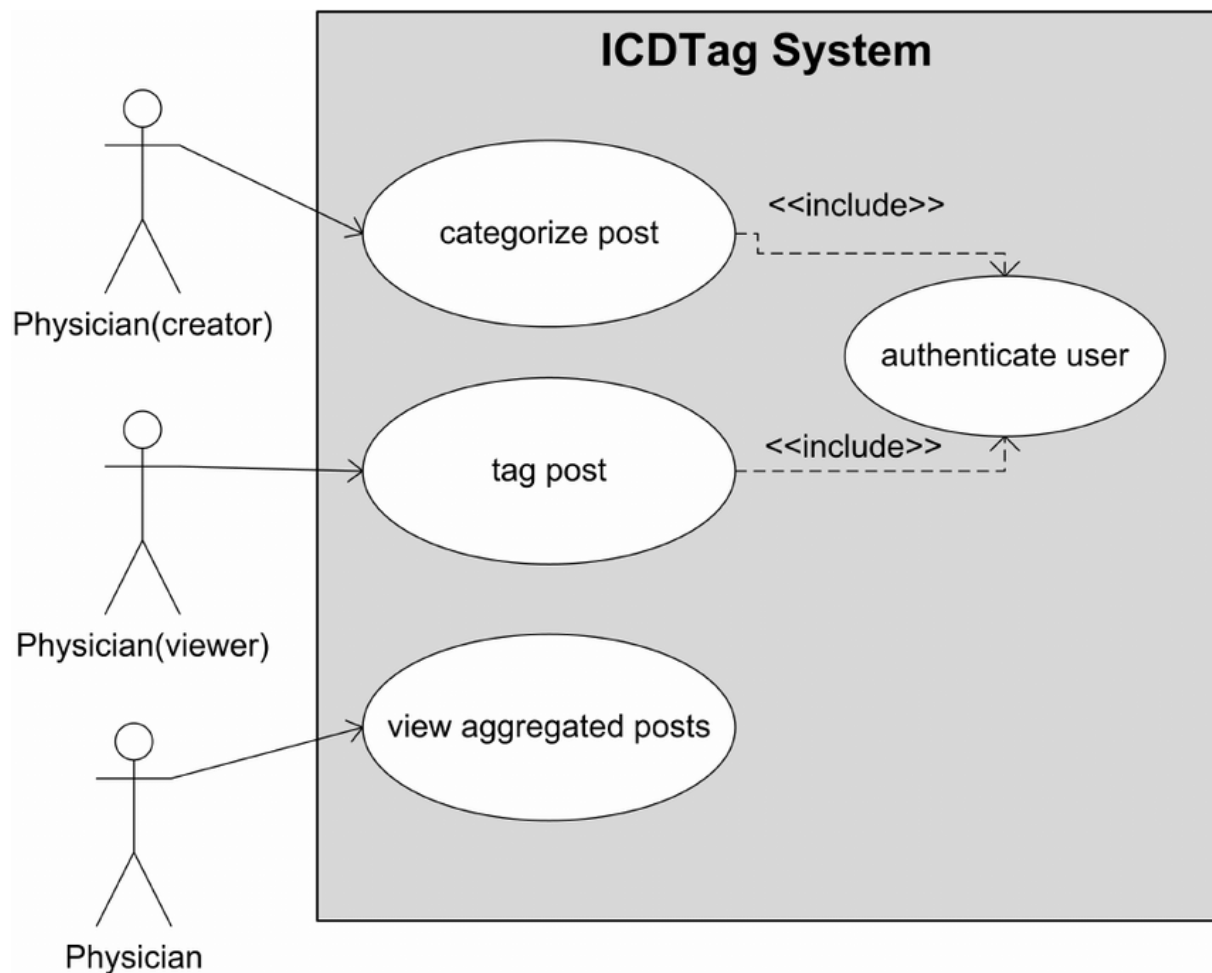 ICDTag System
categorize post
<<include>>
Physician(creator)
authenticate user
tag post
<<include>>
Physician(viewer)
view aggregated posts
Physician